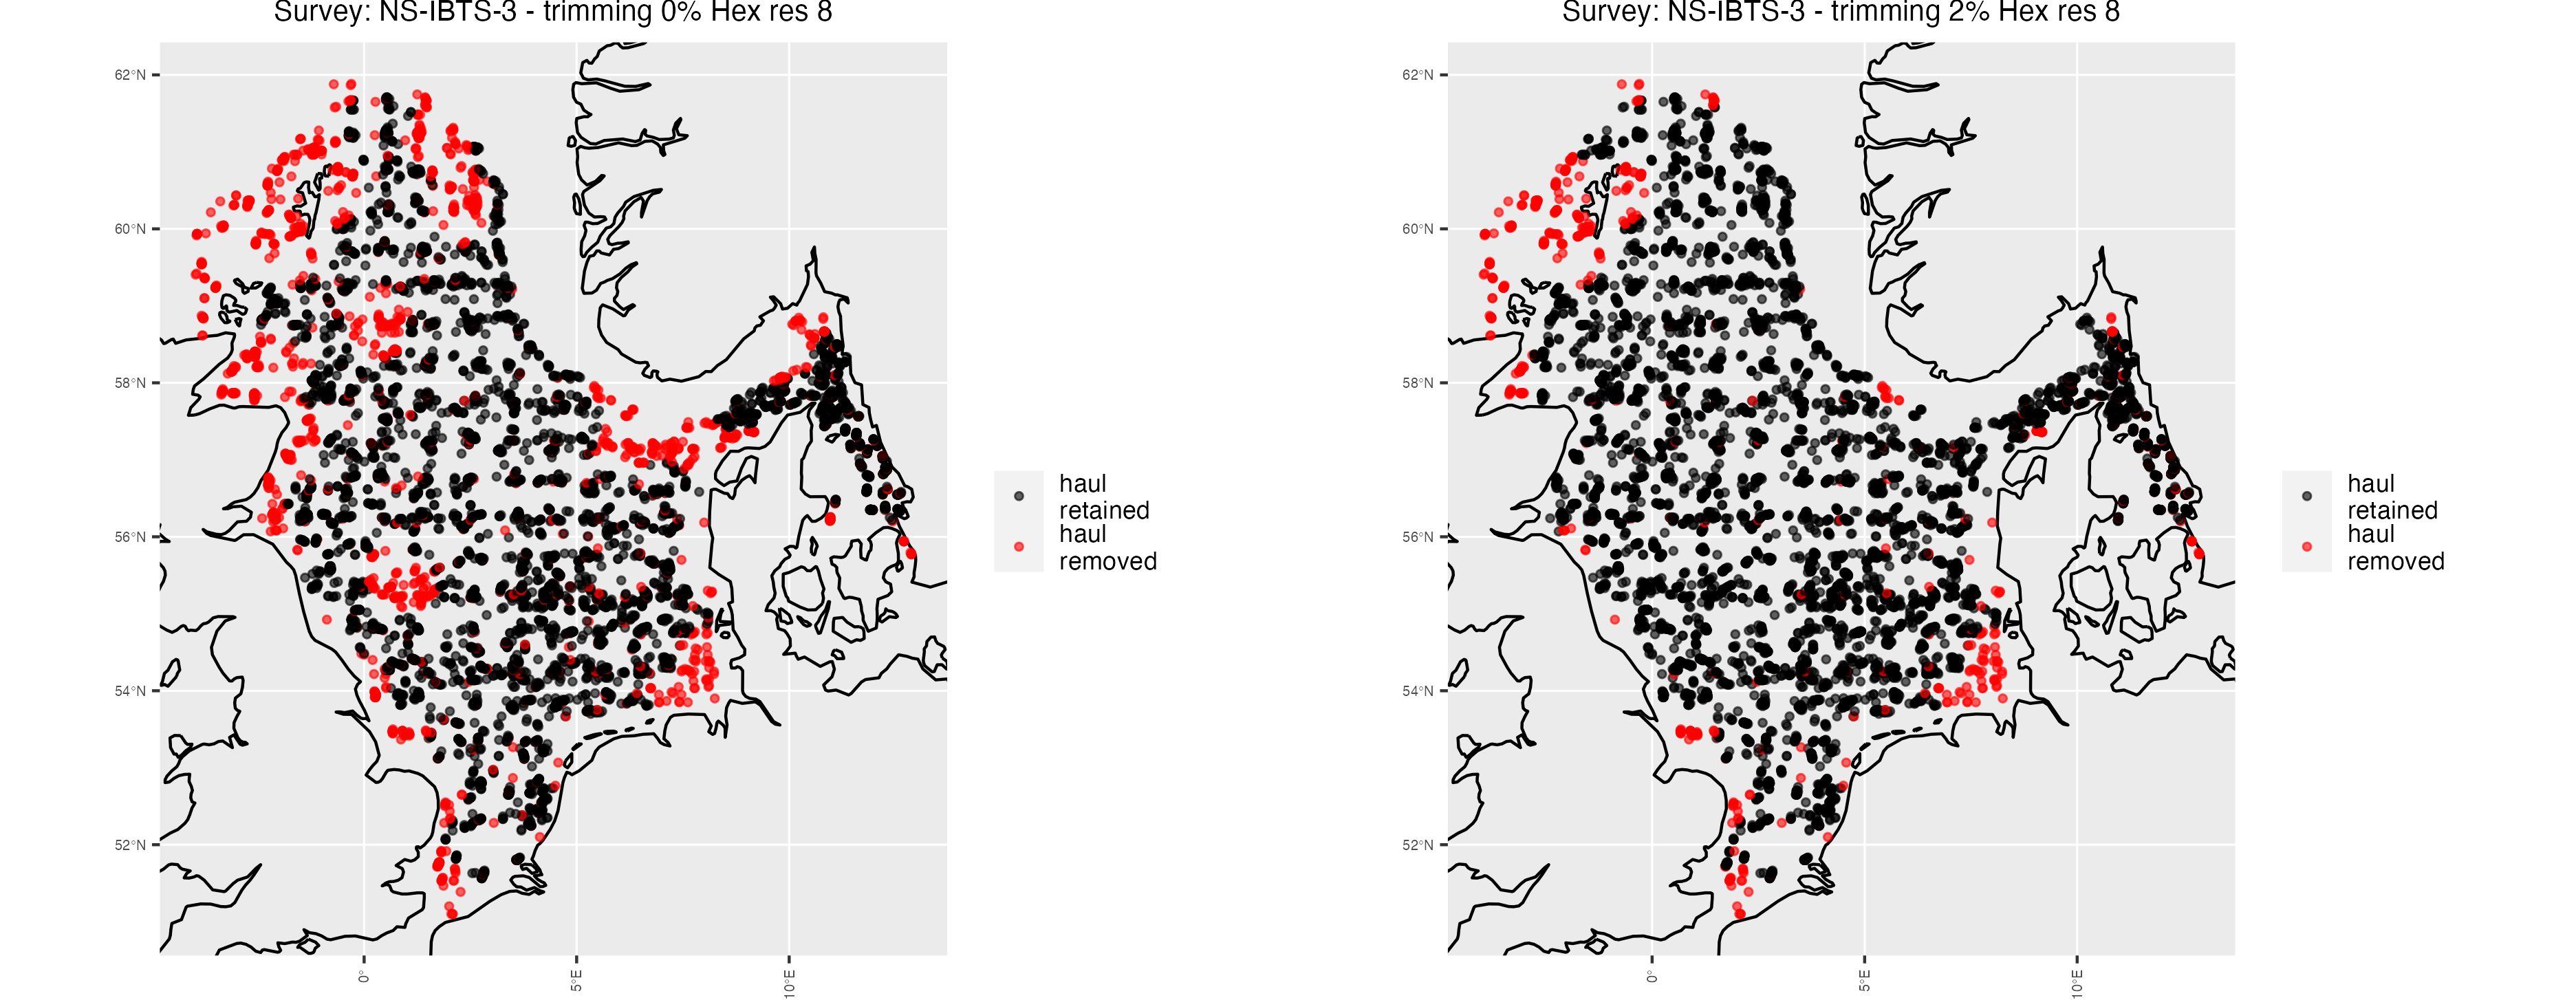 Survey: NS-IBTS-3 - trimming 0% Hex res 8
62°N
60°N
58°N
56°N
54°N
52°N
0°
5°E
10°E
haul
retained
haul
removed
Survey: NS-IBTS-3 - trimming 2% Hex res 8
62°N
60°N
58°N
56°N
54°N
52°N
0°
5°E
10°E
haul
retained
haul
removed